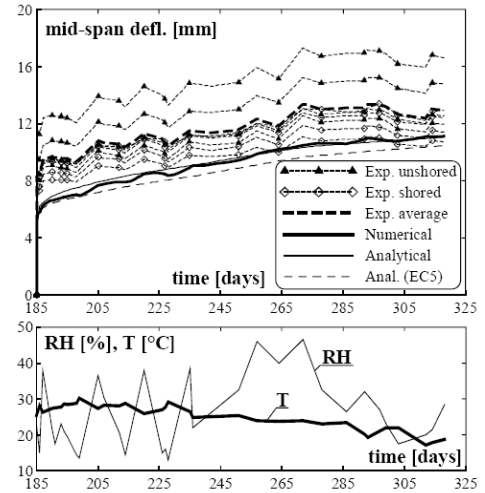 20
mid-span defl. [mm]
16
12
8
Exp. unshored
Exp. shored
Exp. average
Numerical
Analytical
Anal. (EC5)
4
time [days]
0
185 205 225 245 265 285 295 305 325
50
RH [%], T [°C]
40
RH
30
T
20
time [days]
10
185 205 225 245 265 285 295 305 325